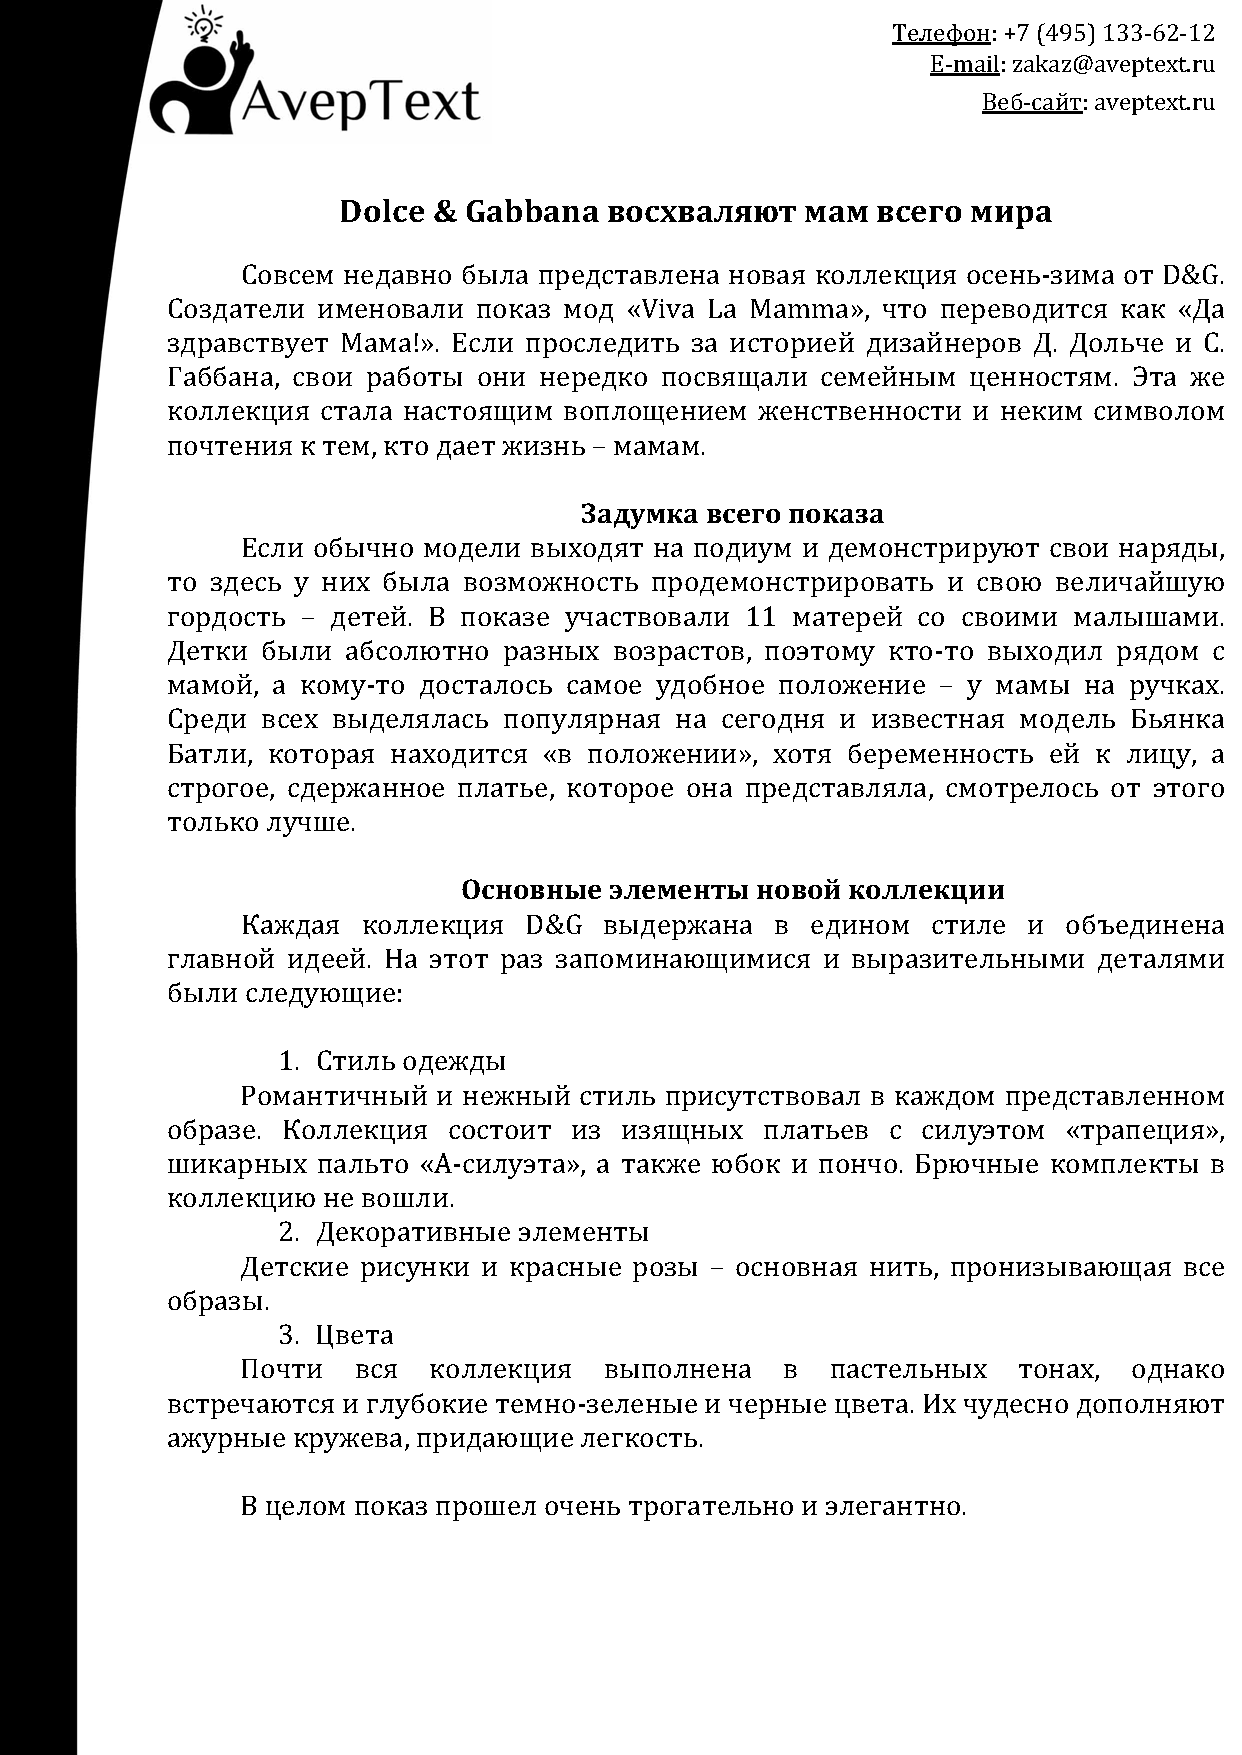 AvepText
Телефон: +7 (495) 133-62-12
E-mail: zakaz@aveptext.ru
Веб-сайт: aveptext.ru
Dolce & Gabbana восхваляют мам всего мира
Совсем недавно была представлена новая коллекция осень-зима от D&G.
Создатели именовали показ мод «Viva La Mamma», что переводится как «Да
здравствует Мама!». Если проследить за историей дизайнеров Д. Дольче и С.
Габбана, свои работы они нередко посвящали семейным ценностям. Эта же
коллекция стала настоящим воплощением женственности и неким символом
почтения к тем, кто дает жизнь – мамам.
Задумка всего показа
Если обычно модели выходят на подиум и демонстрируют свои наряды,
то здесь у них была возможность продемонстрировать и свою величайшую
гордость – детей. В показе участвовали 11 матерей со своими малышами.
Детки были абсолютно разных возрастов, поэтому кто-то выходил рядом с
мамой, а кому-то досталось самое удобное положение – у мамы на ручках.
Среди всех выделялась популярная на сегодня и известная модель Бьянка
Батли, которая находится «в положении», хотя беременность ей к лицу, а
строгое, сдержанное платье, которое она представляла, смотрелось от этого
только лучше.
Основные элементы новой коллекции
Каждая коллекция D&G выдержана в едином стиле и объединена
главной идеей. На этот раз запоминающимися и выразительными деталями
были следующие:
1. Стиль одежды
Романтичный и нежный стиль присутствовал в каждом представленном
образе. Коллекция состоит из изящных платьев с силуэтом «трапеция»,
шикарных пальто «А-силуэта», а также юбок и пончо. Брючные комплекты в
коллекцию не вошли.
2. Декоративные элементы
Детские рисунки и красные розы – основная нить, пронизывающая все
образы.
3. Цвета
Почти вся коллекция выполнена в пастельных тонах, однако
встречаются и глубокие темно-зеленые и черные цвета. Их чудесно дополняют
ажурные кружева, придающие легкость.
В целом показ прошел очень трогательно и элегантно.